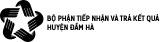 BỘ PHẬN TIẾP NHẬN VÀ TRẢ KẾT QUẢ
HUYỆN ĐẦM HÀ